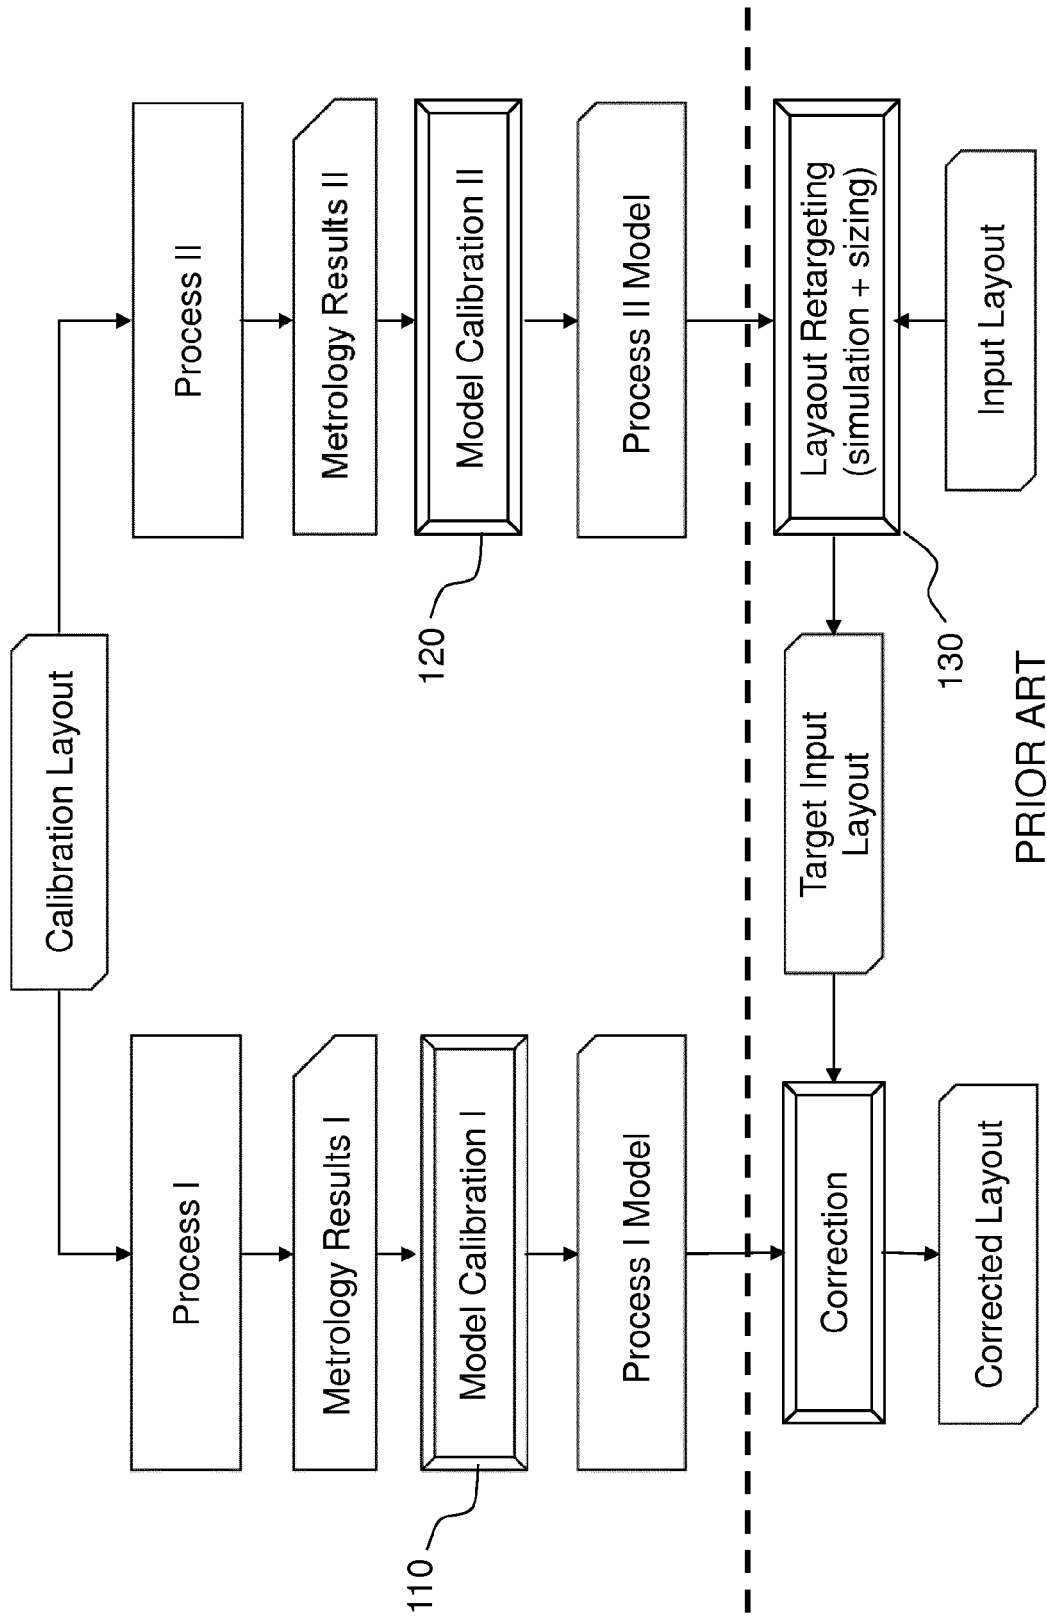 Calibration Layout
Process I
Metrology Results I
110
Model Calibration I
Process I Model
Process II
Metrology Results II
120
Model Calibration II
Process II Model
Correction
Corrected Layout
Target Input
Layout
Layaout Retargeting
(simulation + sizing)
130
Input Layout
PRIOR ART